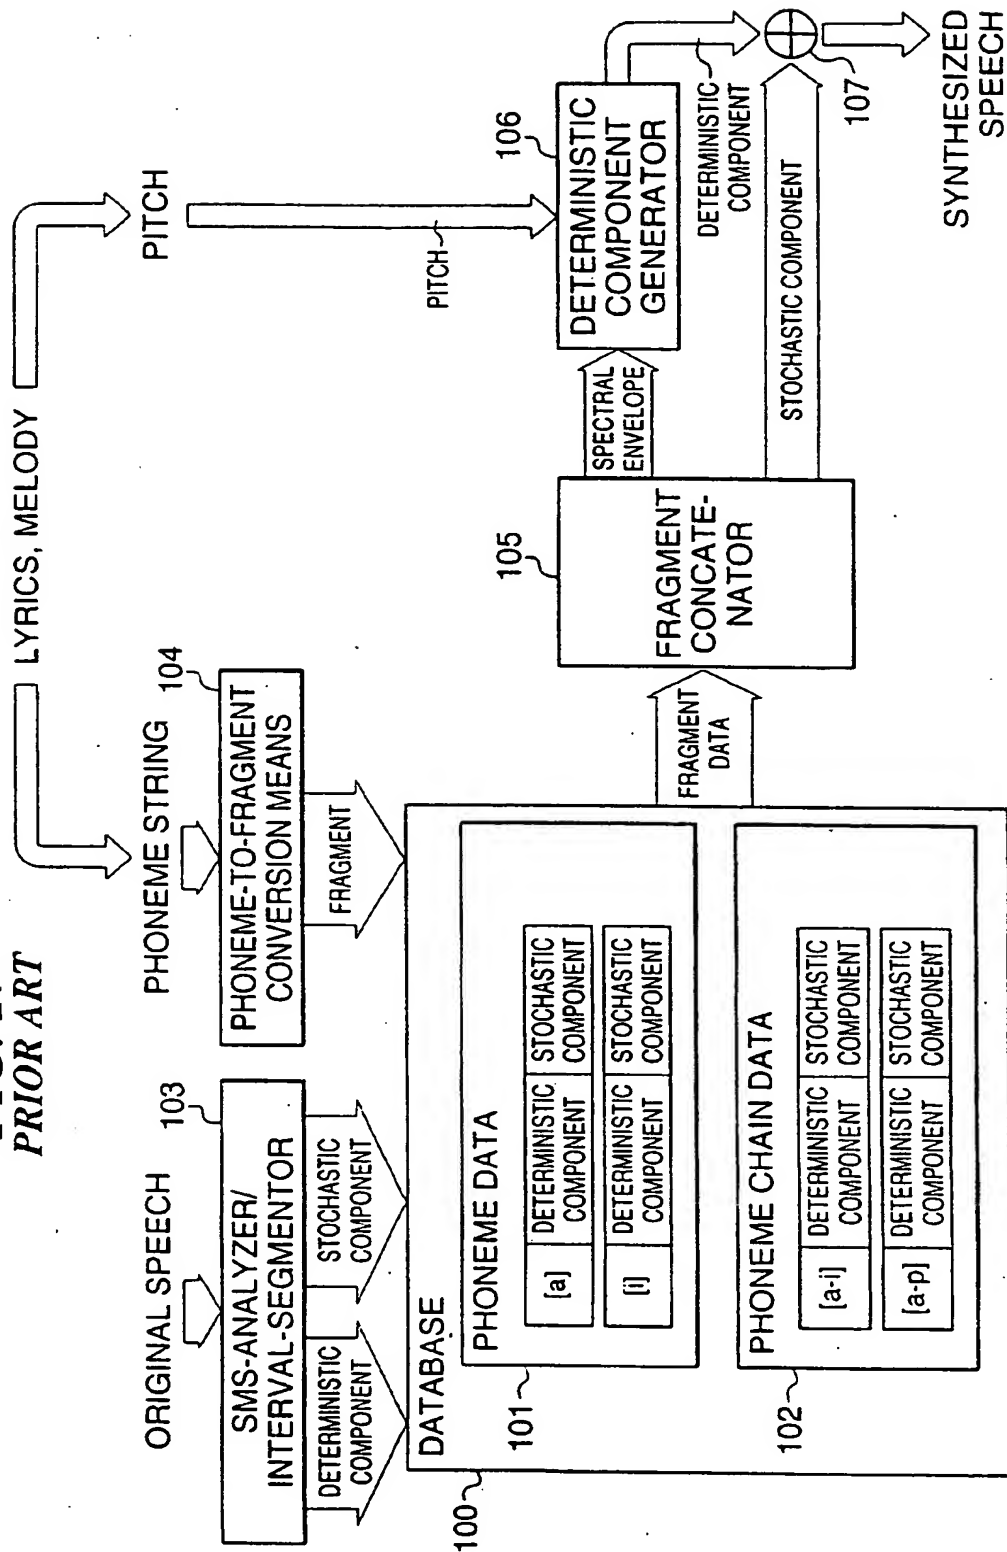 PRIOR ART
LYRICS, MELODY
ORIGINAL SPEECH
PHONEME STRING
PITCH
103
104
SMS-ANALYZER/
INTERVAL-SEGMENTOR
PHONEME-TO-FRAGMENT
CONVERSION MEANS
DETERMINISTIC
COMPONENT
STOCHASTIC
COMPONENT
FRAGMENT
PITCH
100
DATABASE
101
PHONEME DATA
[a]
DETERMINISTIC
COMPONENT
STOCHASTIC
COMPONENT
[i]
DETERMINISTIC
COMPONENT
STOCHASTIC
COMPONENT
102
PHONEME CHAIN DATA
[a-i]
DETERMINISTIC
COMPONENT
STOCHASTIC
COMPONENT
[a-p]
DETERMINISTIC
COMPONENT
STOCHASTIC
COMPONENT
FRAGMENT
DATA
105
FRAGMENT
CONCATE-
NATOR
SPECTRAL
ENVELOPE
106
DETERMINISTIC
COMPONENT
GENERATOR
DETERMINISTIC
COMPONENT
STOCHASTIC COMPONENT
107
SYNTHESIZED
SPEECH